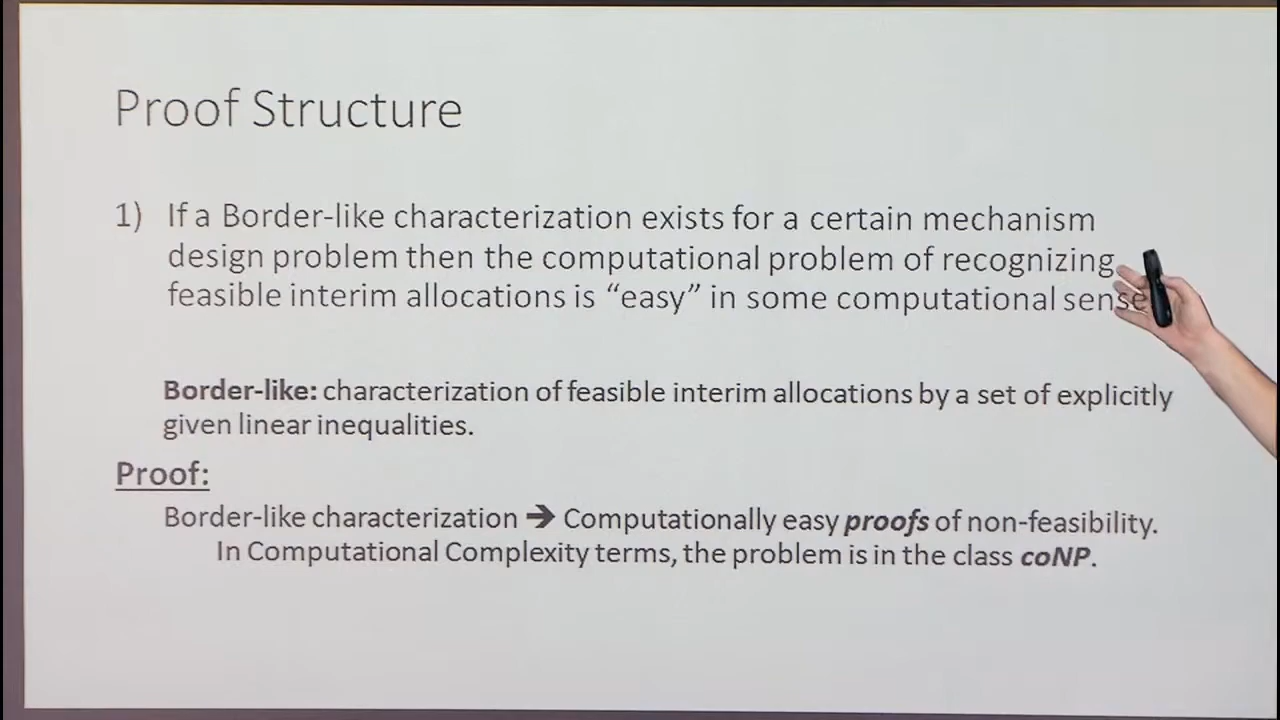 Proof Structure
1) If a Border-like characterization exists for a certain mechanism
design problem then the computational problem of recognizing
feasible interim allocations is “easy” in some computational sense
Border-like: characterization of feasible interim allocations by a set of explicitly
given linear inequalities.
Proof:
Border-like characterization ➔ Computationally easy proofs of non-feasibility.
In Computational Complexity terms, the problem is in the class coNP.